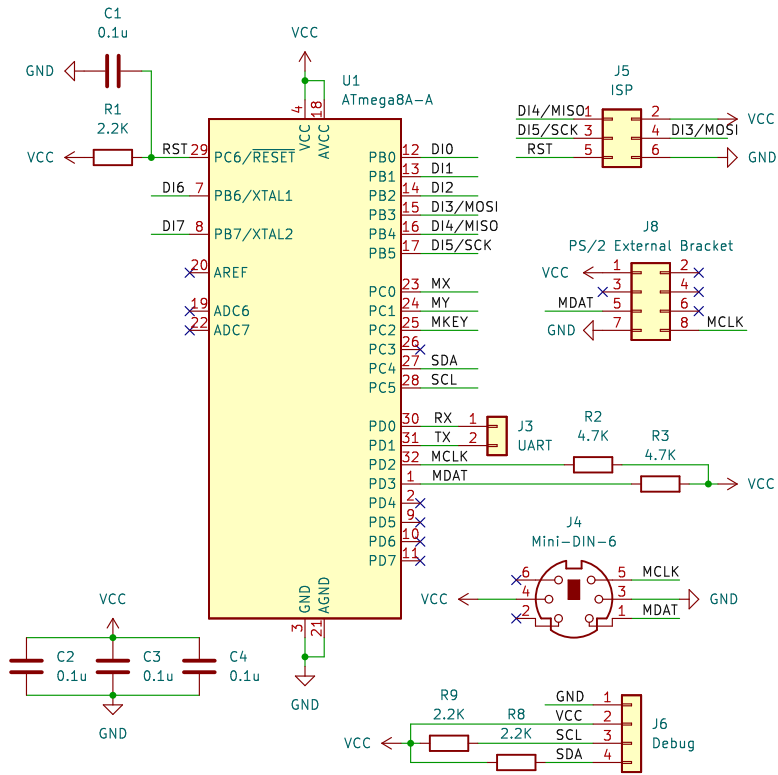 C1
0.1u
GND
R1
2.2K
VCC
RST
29
DI6
7
DI7
8
20
19
22
VCC
4
18
U1
ATmega8A-A
VCC
AVCC
PC6/RESET
PB6/XTAL1
PB7/XTAL2
AREF
ADC6
ADC7
PB0 12 DI0
PB1 13 DI1
PB2 14 DI2
PB3 15 DI3/MOSI
PB4 16 DI4/MISO
PB5 17 DI5/SCK
PC0 23 MX
PC1 24 MY
PC2 25 MKEY
PC3 26
PC4 27 SDA
PC5 28 SCL
PD0 30 RX 1
PD1 31 TX 2
PD2 32 MCLK
PD3 1 MDAT
PD4 2
PD5 9
PD6 10
PD7 11
GND
AGND
3
21
GND
J3
UART
R2
4.7K
R3
4.7K
VCC
J5
ISP
DI4/MISO 1 2 VCC
DI5/SCK 3 4 DI3/MOSI
RST 5 6 GND
J8
PS/2 External Bracket
VCC 1 2
3 4
MDAT 5 6
GND 7 8 MCLK
J4
Mini-DIN-6
6 5 MCLK
VCC 4 3 GND
2 1 MDAT
VCC
C2
0.1u
C3
0.1u
C4
0.1u
GND
R9
2.2K
R8
2.2K
VCC
GND 1
VCC 2
SCL 3
SDA 4
J6
Debug